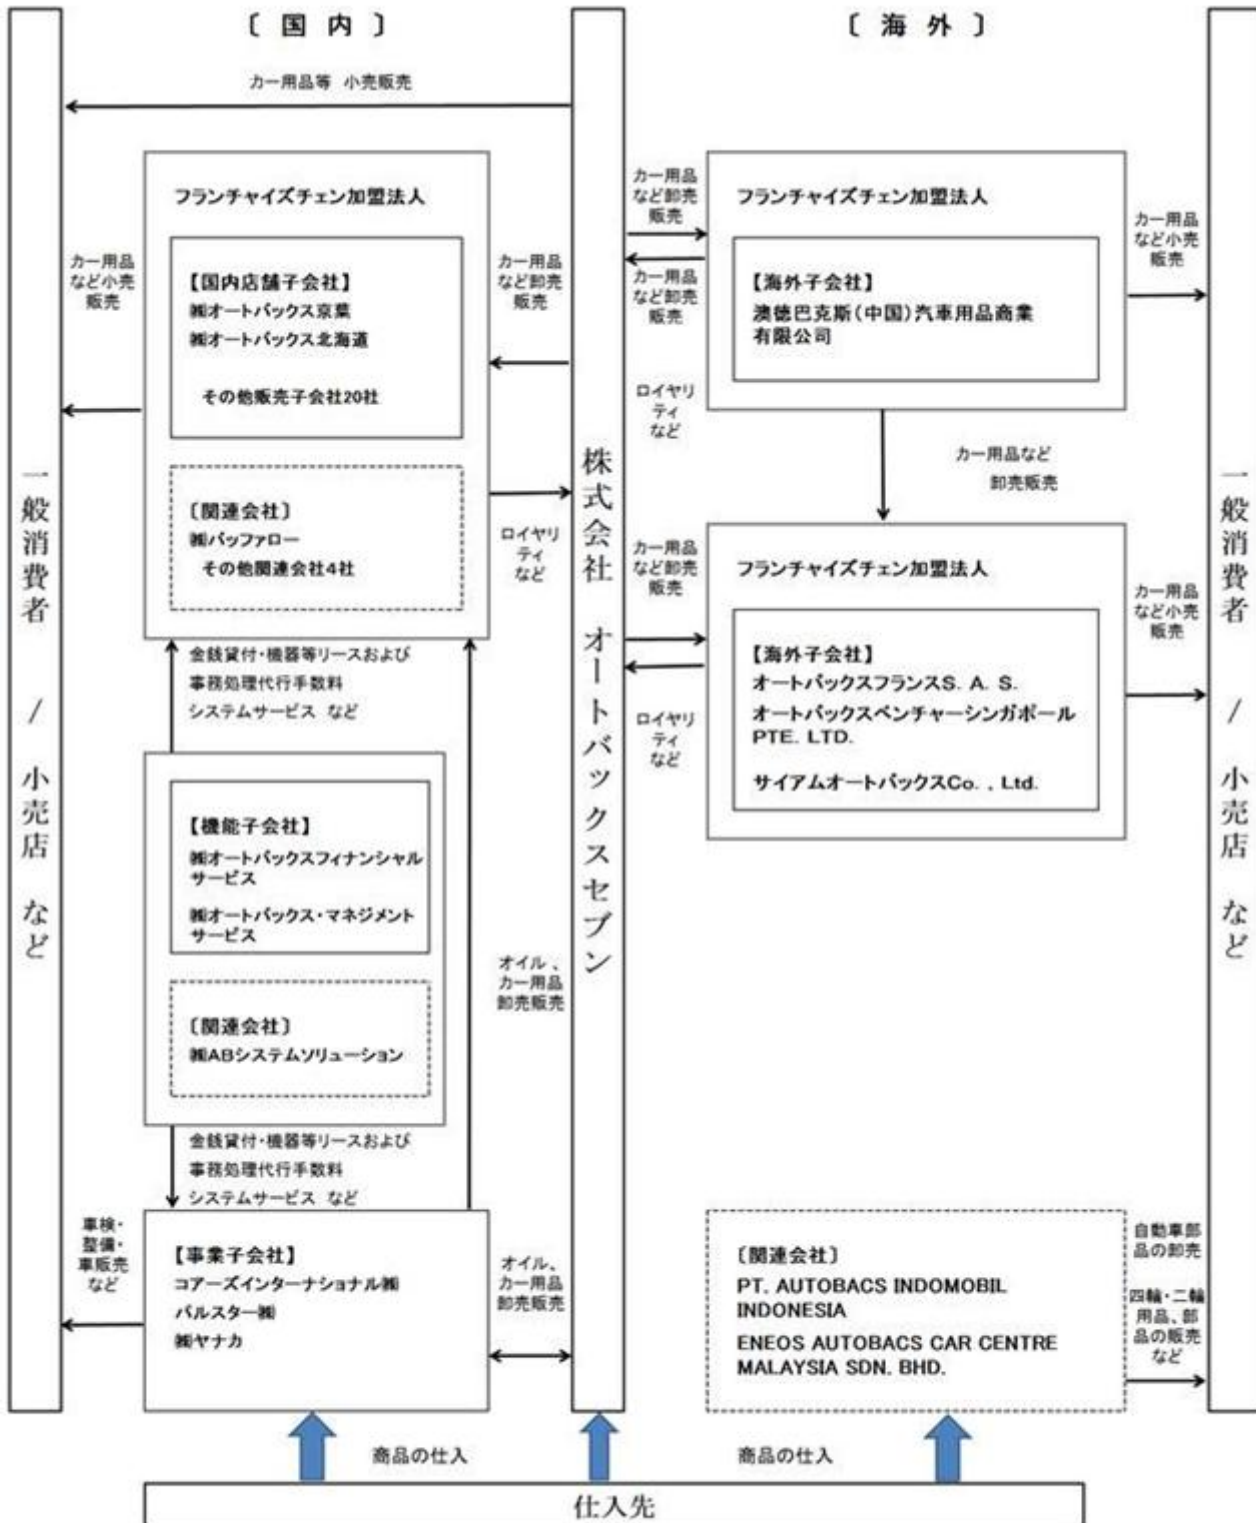 〔 国 内 〕
〔 海 外 〕
カー用品等 小売販売
フランチャイズチェン加盟法人
【国内店舗子会社】
㈱オートバックス京葉
㈱オートバックス北海道
その他販売子会社20社
カー用品
など小売
販売
カー用品
など卸売
販売
〔関連会社〕
㈱バッファロー
その他関連会社4社
ロイヤリ
ティ
など
金銭貸付・機器等リースおよび
事務処理代行手数料
システムサービス など
【機能子会社】
㈱オートバックスフィナンシャル
サービス
㈱オートバックス・マネジメント
サービス
〔関連会社〕
㈱ABシステムソリューション
オイル、
カー用品
卸売販売
金銭貸付・機器等リースおよび
事務処理代行手数料
システムサービス など
車検・
整備・
車販売
など
【事業子会社】
コアーズインターナショナル㈱
パルスター㈱
㈱ヤナカ
オイル、
カー用品
卸売販売
一般消費者 / 小売店 など
株式会社 オートバックスセブン
カー用品
など卸売
販売
カー用品
など卸売
販売
ロイヤリ
ティ
など
フランチャイズチェン加盟法人
【海外子会社】
澳徳巴克斯(中国)汽車用品商業
有限公司
カー用品
など小売
販売
カー用品など
卸売販売
カー用品
など卸売
販売
ロイヤリ
ティ
など
フランチャイズチェン加盟法人
【海外子会社】
オートバックスフランスS. A. S.
オートバックスベンチャーシンガポール
PTE. LTD.
サイアムオートバックスCo. , Ltd.
カー用品
など小売
販売
〔関連会社〕
PT. AUTOBACS INDOMOBIL
INDONESIA
ENEOS AUTOBACS CAR CENTRE
MALAYSIA SDN. BHD.
自動車部
品の卸売
四輪・二輪
用品、部
品の販売
など
一般消費者 / 小売店 など
商品の仕入
商品の仕入
仕入先